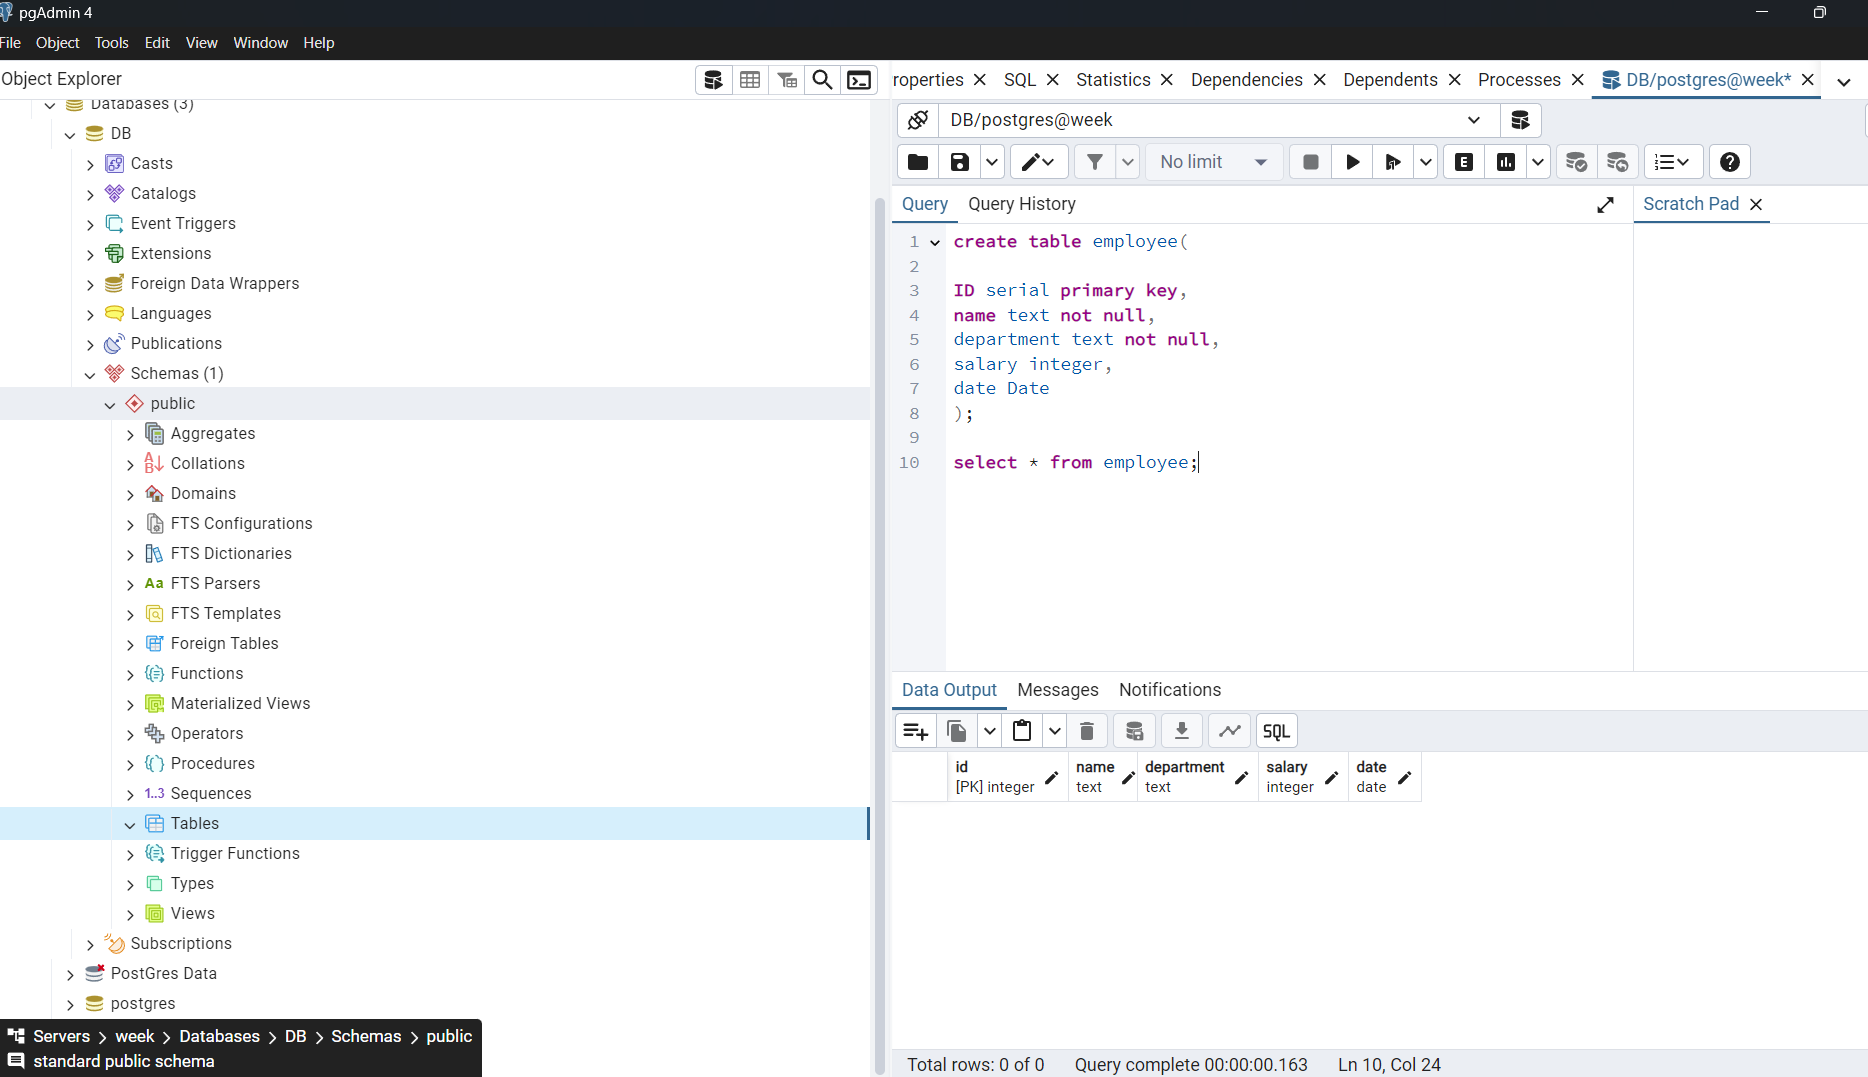 pgAdmin 4
File Object Tools Edit View Window Help
Object Explorer
roperties SQL Statistics Dependencies Dependents Processes DB/postgres@week*
Databases (3)
DB
Casts
Catalogs
Event Triggers
Extensions
Foreign Data Wrappers
Languages
Publications
Schemas (1)
public
Aggregates
Collations
Domains
FTS Configurations
FTS Dictionaries
Aa FTS Parsers
FTS Templates
Foreign Tables
Functions
Materialized Views
Operators
Procedures
1..3 Sequences
Tables
Trigger Functions
Types
Views
Subscriptions
PostGres Data
postgres
Servers > week > Databases > DB > Schemas > public
standard public schema
DB/postgres@week
No limit E
Query Query History Scratch Pad
1 create table employee(
2
3 ID serial primary key,
4 name text not null,
5 department text not null,
6 salary integer,
7 date Date
8 );
9
10 select * from employee;
Data Output Messages Notifications
SQL
id name department salary date
[PK] integer text text integer date
Total rows: 0 of 0 Query complete 00:00:00.163 Ln 10, Col 24